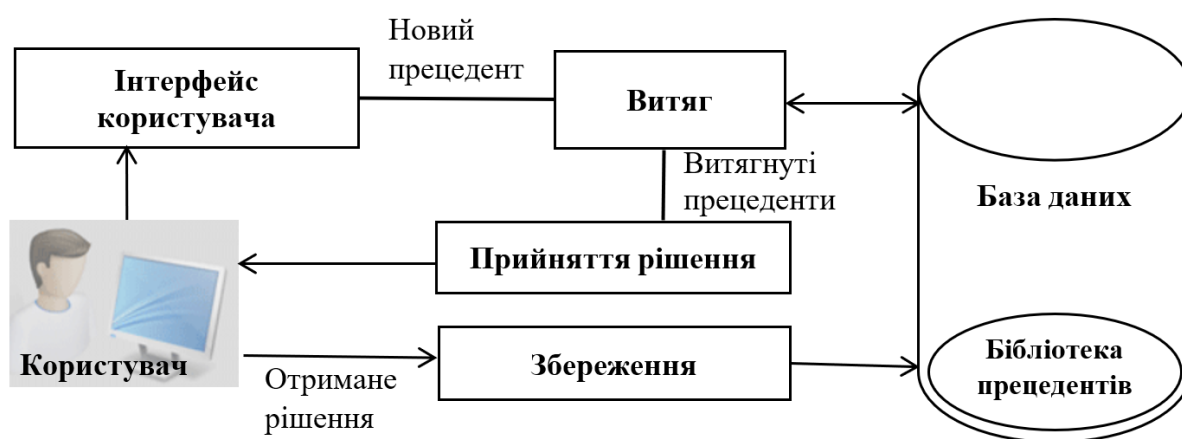 Новий
прецедент
Інтерфейс
користувача
Витяг
Витягнуті
прецеденти
База даних
Прийняття рішення
Користувач
Отримане
рішення
Збереження
Бібліотека
прецедентів